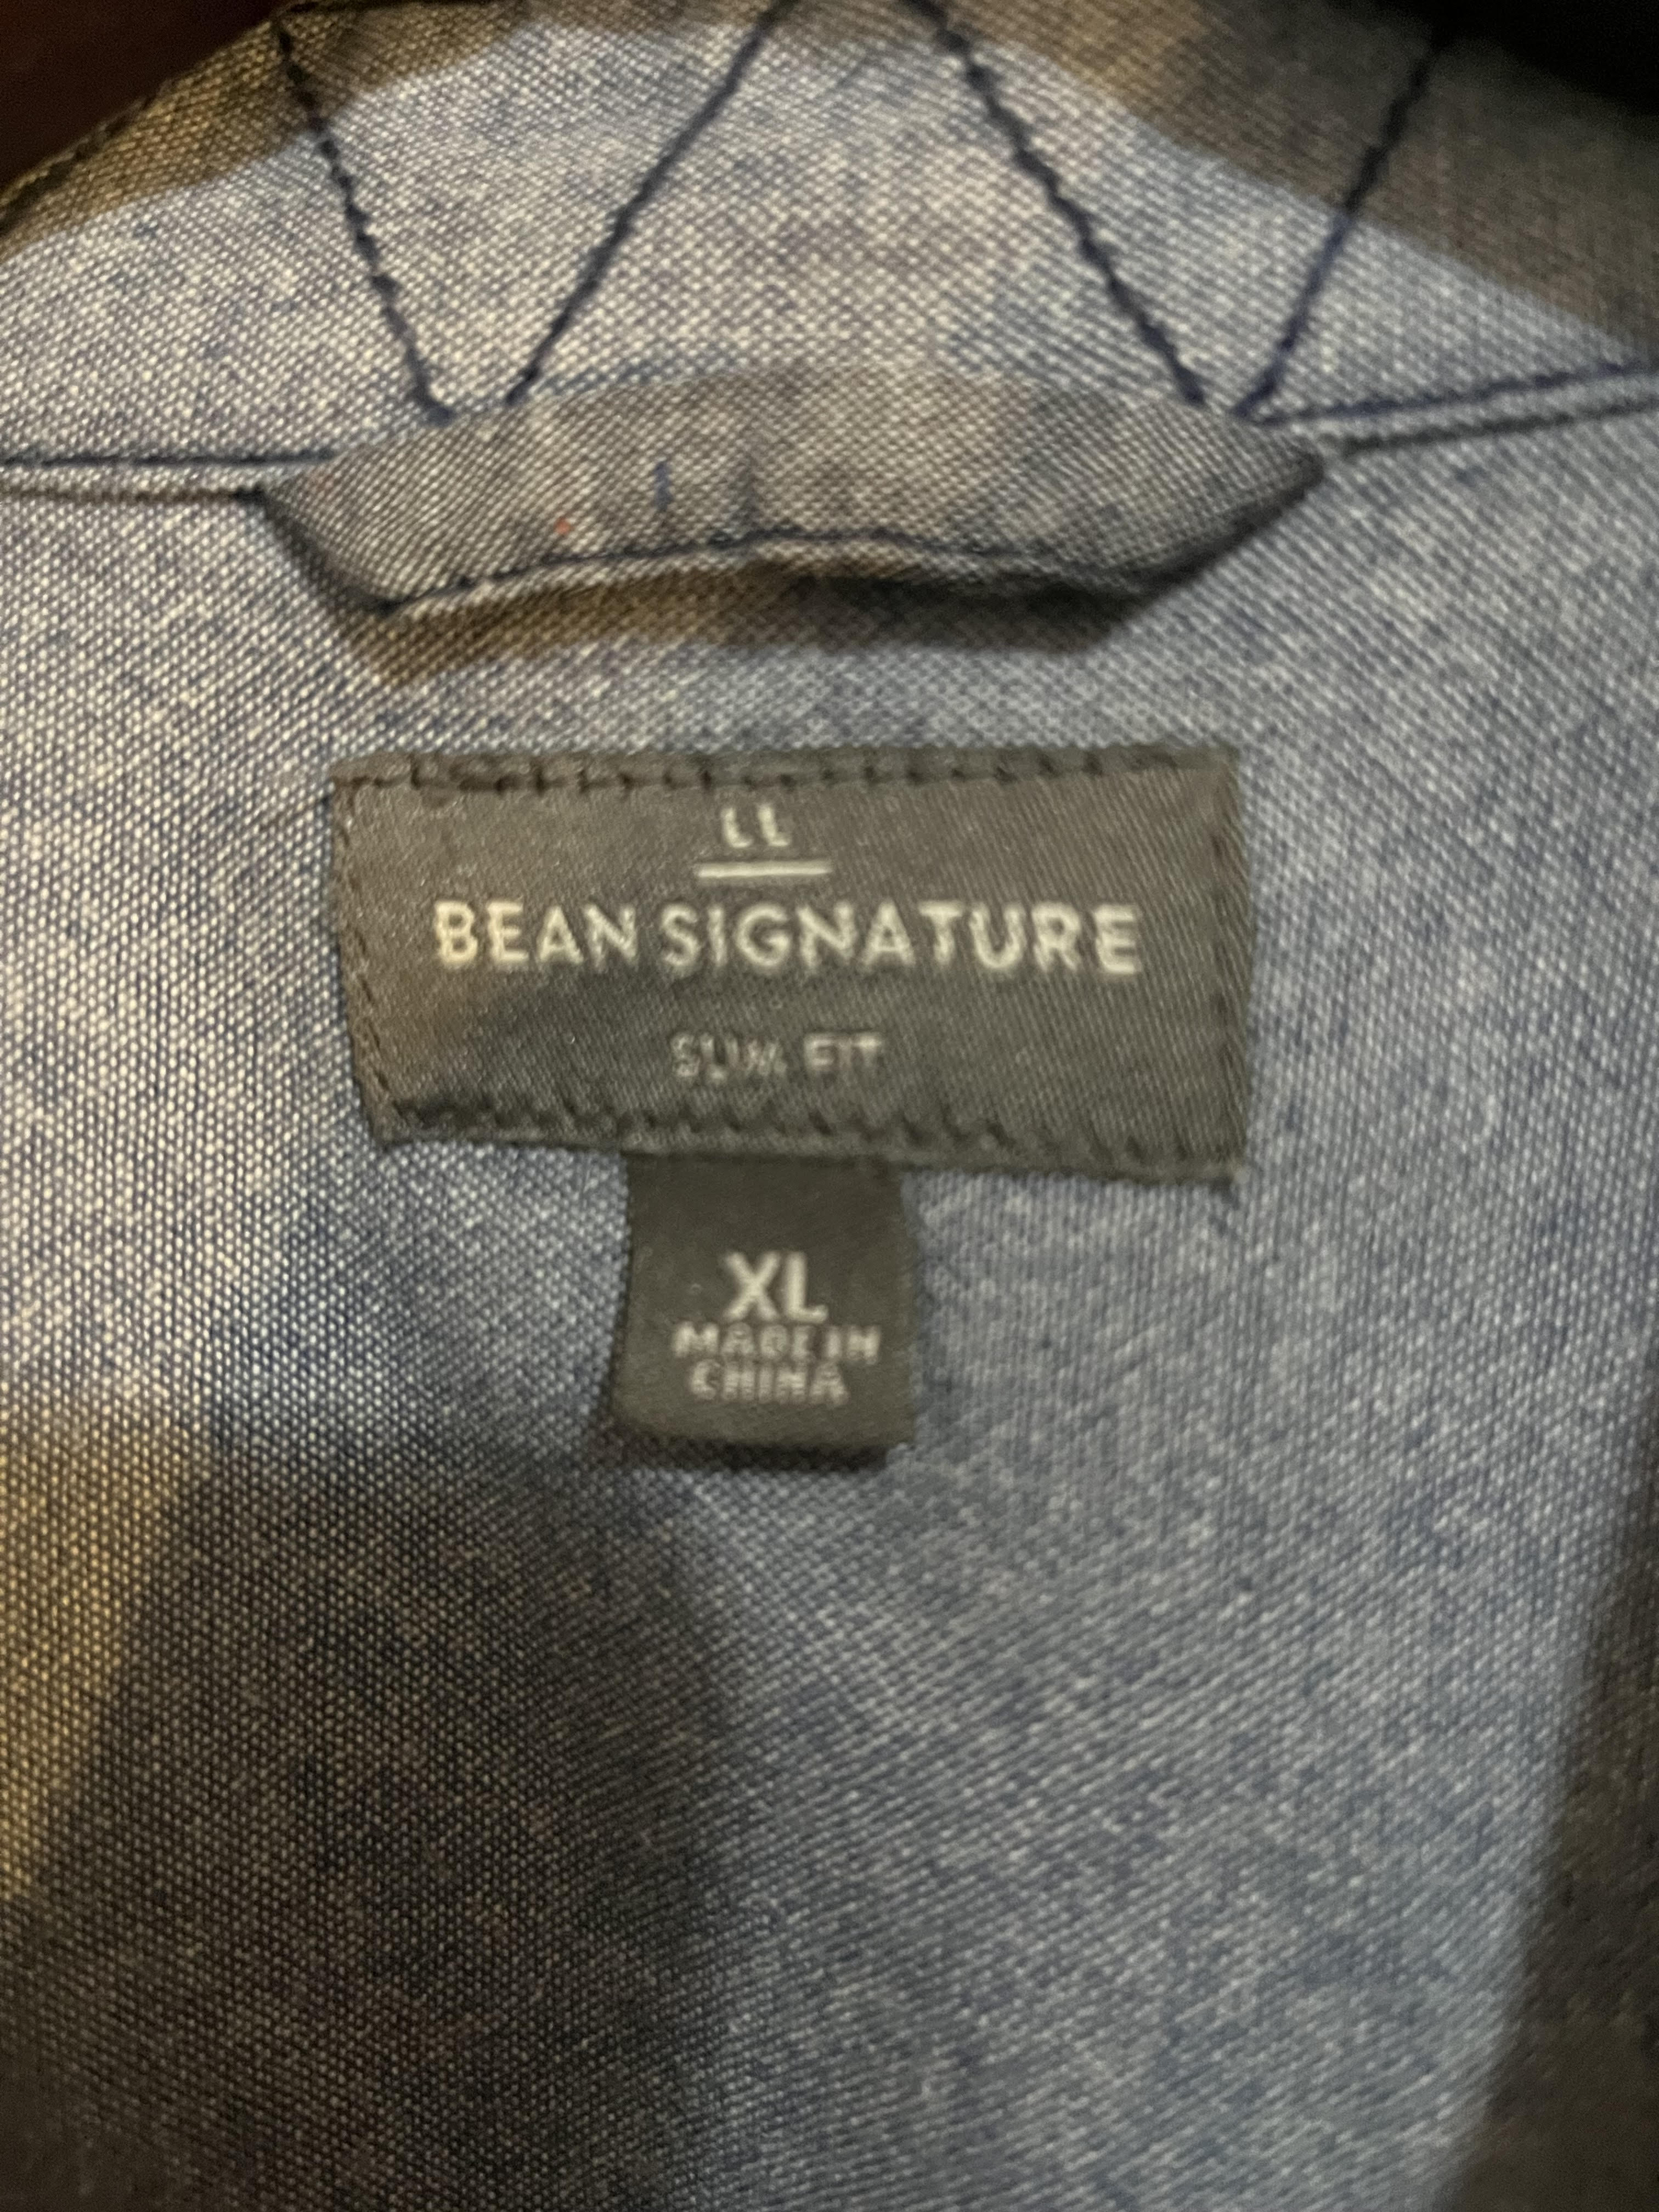 LL
BEAN SIGNATURE
SLIM FIT
XL
MADE IN
CHINA